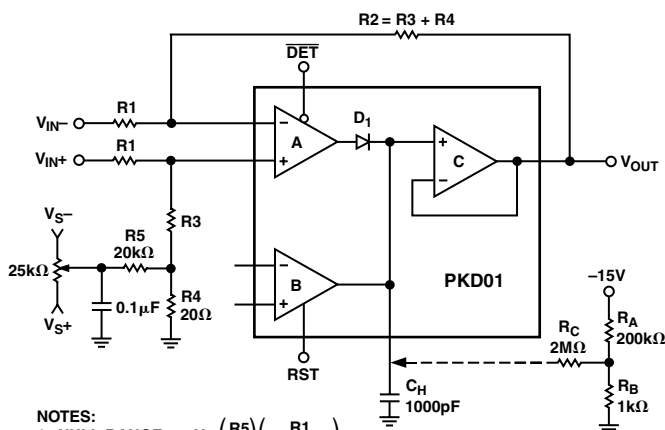 R2 = R3 + R4
DET
VIN–
R1
–
A
+
D1
+
C
–
VOUT
VIN+
R1
R3
VS–
R5
20kΩ
25kΩ
0.1μF
VS+
R4
20Ω
–
B
+
PKD01
RST
CH
1000pF
–15V
RC
2MΩ
RA
200kΩ
RB
1kΩ
NOTES: